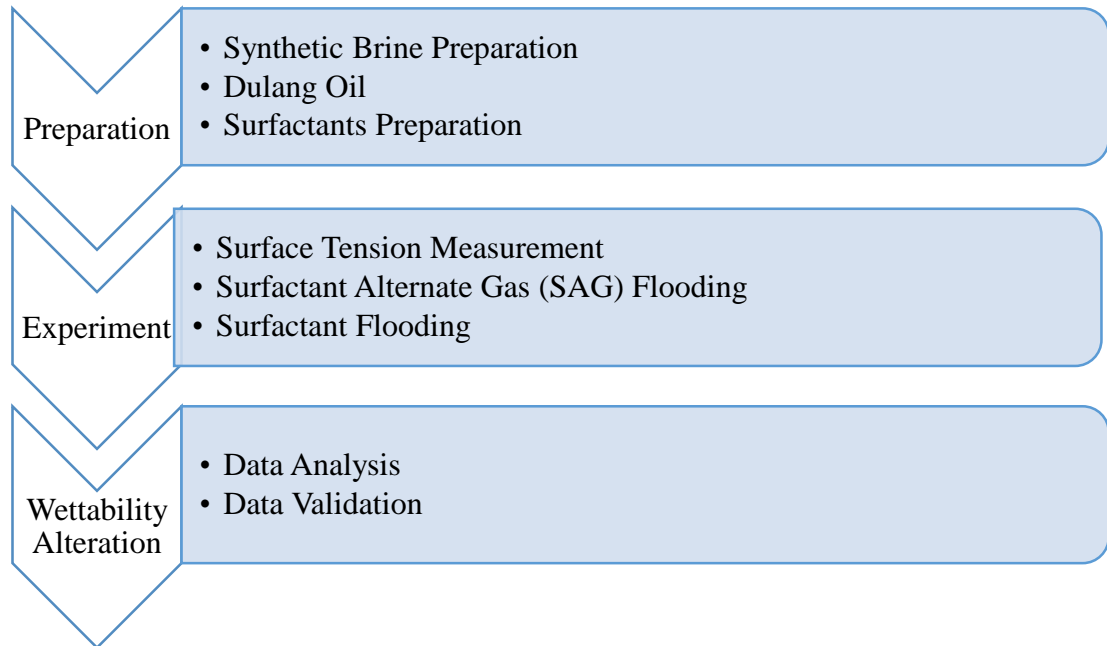 Preparation
• Synthetic Brine Preparation
• Dulang Oil
• Surfactants Preparation
Experiment
• Surface Tension Measurement
• Surfactant Alternate Gas (SAG) Flooding
• Surfactant Flooding
Wettability
Alteration
• Data Analysis
• Data Validation